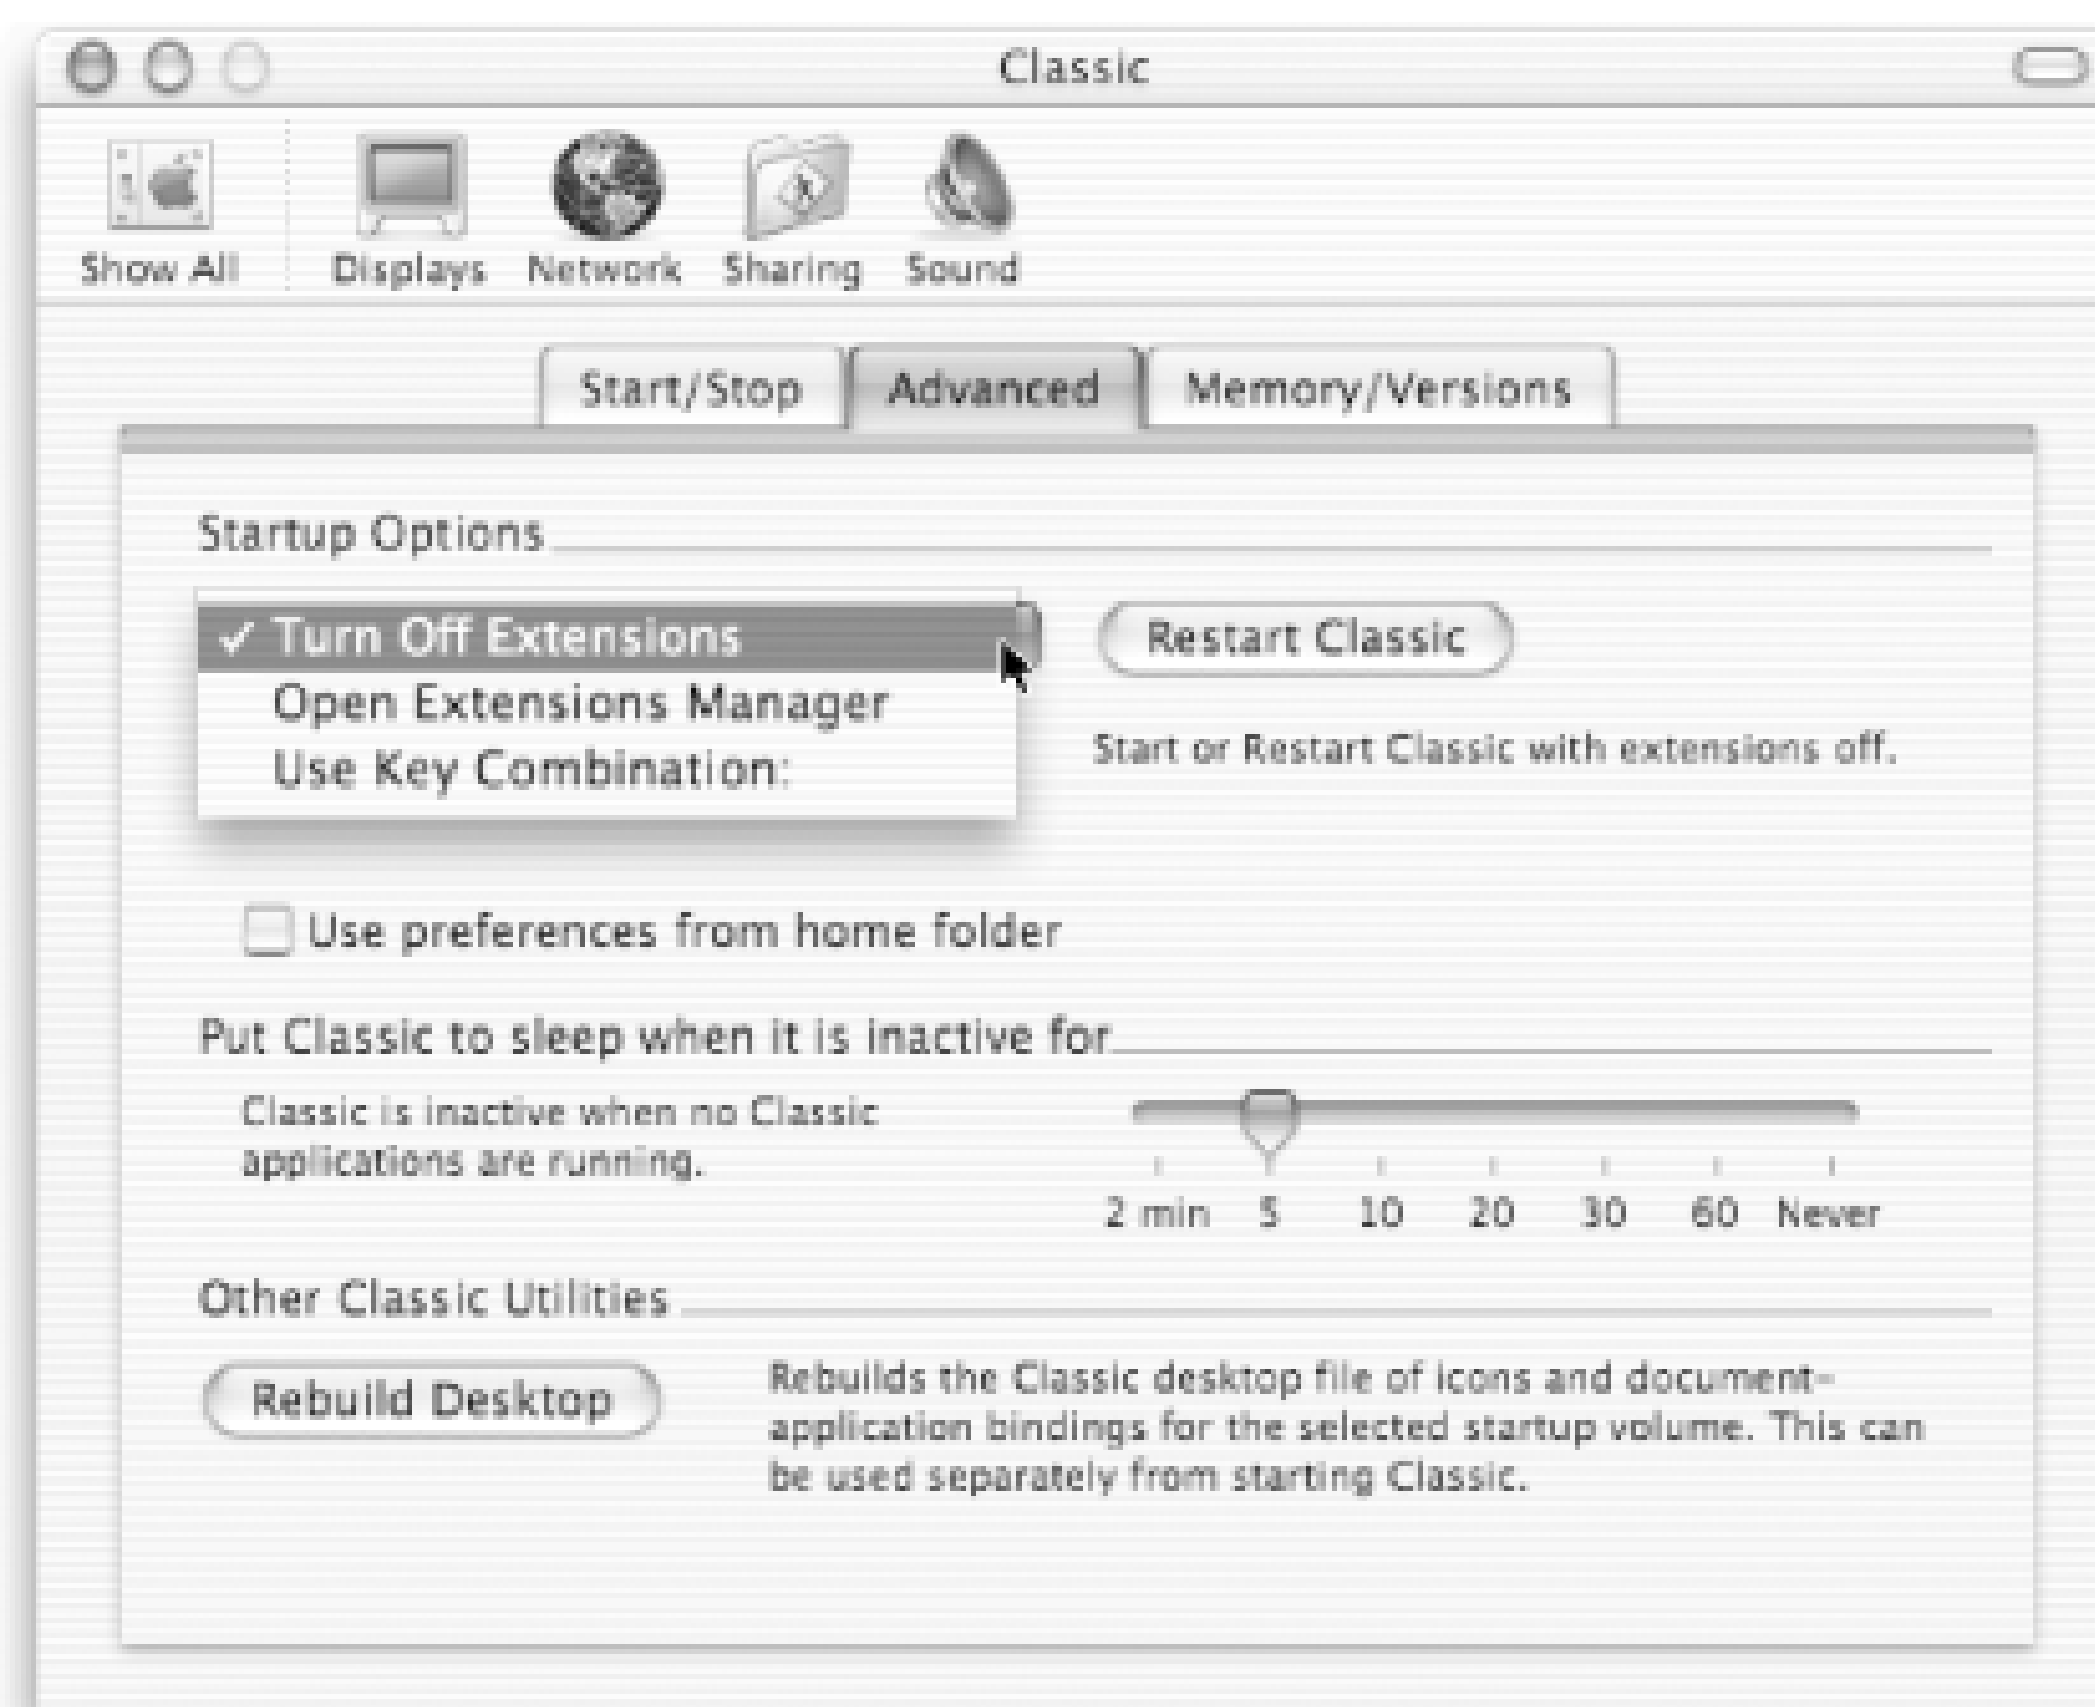 Classic
Show All
Displays
Network
Sharing
Sound
Start/Stop
Advanced
Memory/Versions
Startup Options
✓ Turn Off Extensions
Open Extensions Manager
Use Key Combination:
Restart Classic
Start or Restart Classic with extensions off.
Use preferences from home folder
Put Classic to sleep when it is inactive for
Classic is inactive when no Classic
applications are running.
2 min 5 10 20 30 60 Never
Other Classic Utilities
Rebuild Desktop
Rebuilds the Classic desktop file of icons and document-
application bindings for the selected startup volume. This can
be used separately from starting Classic.